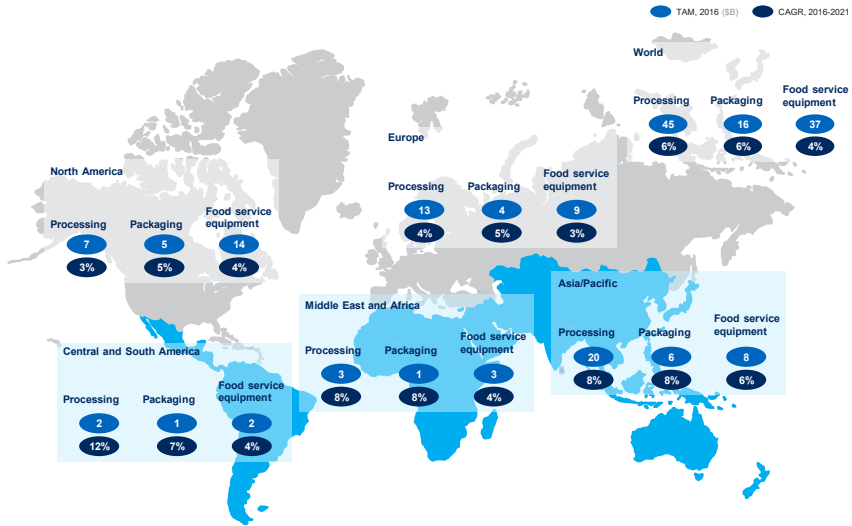 TAM, 2016 ($B) CAGR, 2016-2021
World
Processing Packaging Food service
equipment
45 16 37
6% 6% 4%
Europe
Processing Packaging Food service
equipment
13 4 9
4% 5% 3%
North America
Processing Packaging Food service
equipment
7 5 14
3% 5% 4%
Asia/Pacific
Processing Packaging Food service
equipment
20 6 8
8% 8% 6%
Middle East and Africa
Processing Packaging Food service
equipment
3 1 3
8% 8% 4%
Central and South America
Processing Packaging Food service
equipment
2 1 2
12% 7% 4%